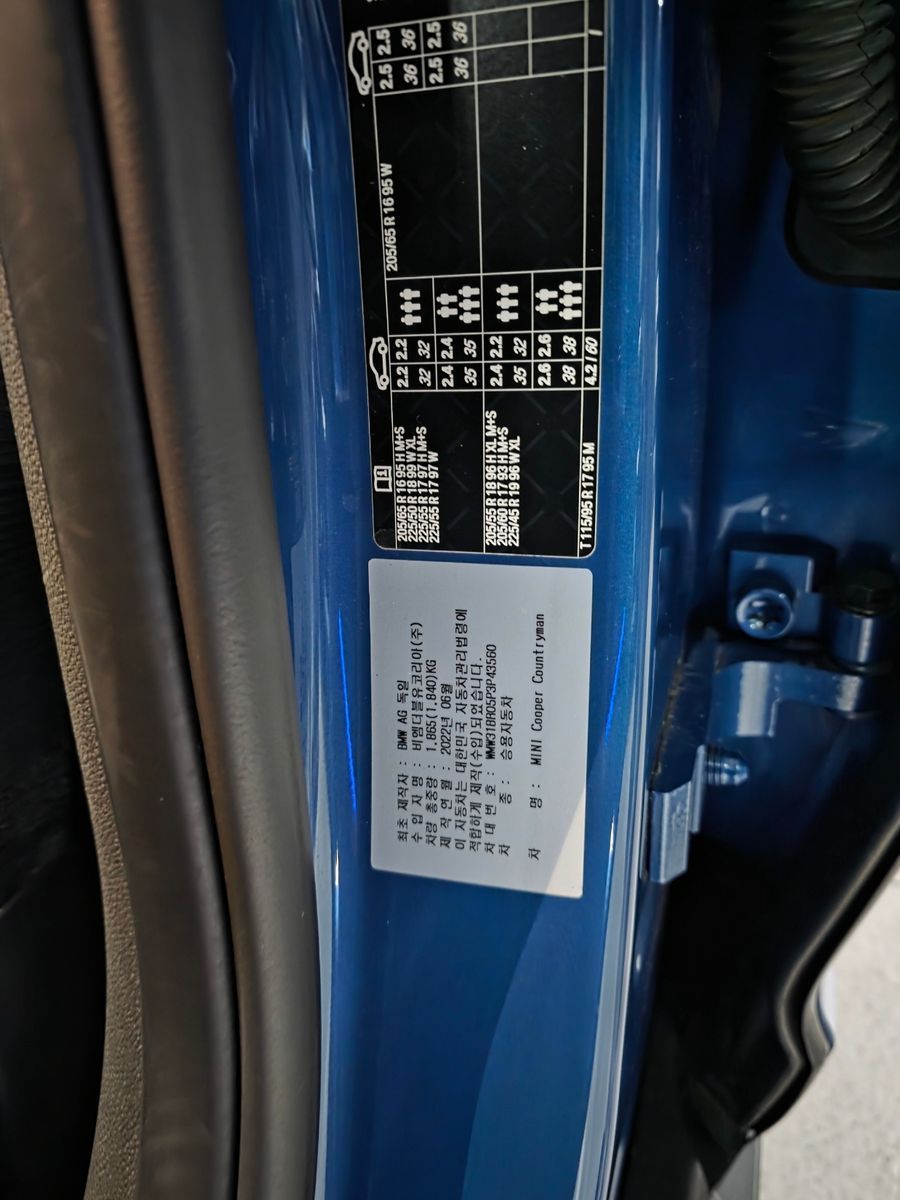 최초 제작자 : BMW AG 독일
수 입 자 명 : 비엠더블유코리아(주)
차량 총중량 : 1,865(1,840)KG
제 작 연 월 : 2022년 06월
이 자동차는 대한민국 자동차관리법령에
적합하게 제작(수입)되었습니다.
차 대 번 호 : WMW31BR05P3P43560
차 종 : 승용자동차
차 명 : MINI Cooper Countryman
205/65 R 16 95 H M+S
225/50 R 18 99 W XL
225/55 R 17 97 H M+S
225/55 R 17 97 W
2.2 2.2
32 32
2.4 2.4
35 35
205/65 R 16 95 W
2.5 2.5
36 36
2.5 2.5
36 36
205/55 R 18 96 H XL M+S
205/60 R 17 93 H M+S
225/45 R 19 96 W XL
2.4 2.2
35 32
2.6 2.6
38 38
T115/95 R 17 95 M
4.2 / 60
/